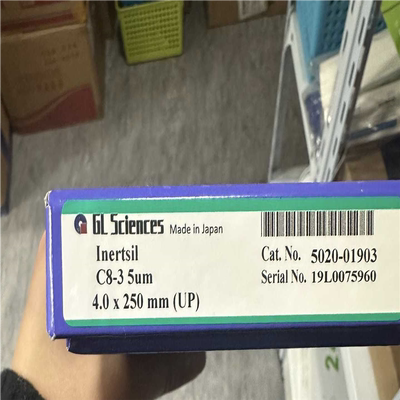 GL Sciences Made in Japan
Inertsil
C8-3 5um
4.0 x 250 mm (UP)
Cat. No. 5020-01903
Serial No. 19L0075960